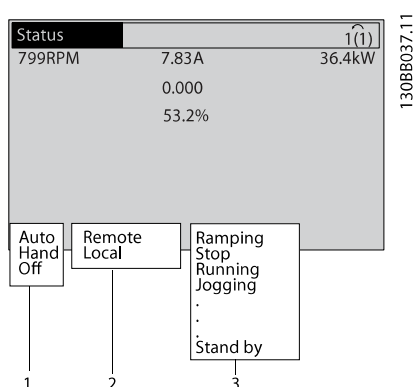 Status 1(1)
799RPM 7.83A 36.4kW
0.000
53.2%
Auto
Hand
Off
Remote
Local
Ramping
Stop
Running
Jogging
.
.
.
Stand by
1 2 3
130BB037.11